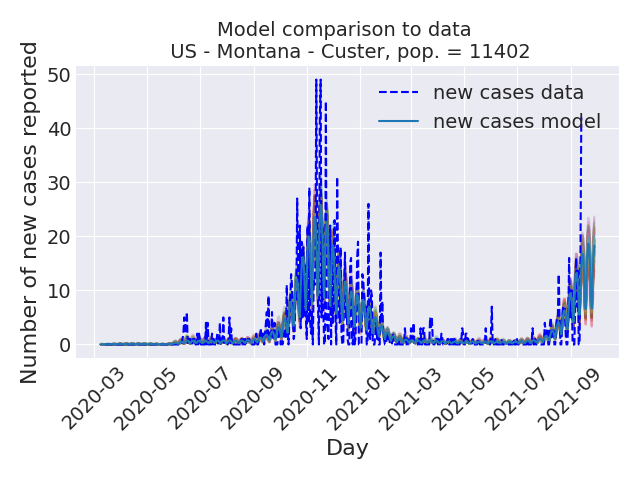 Model comparison to data
US - Montana - Custer, pop. = 11402
Number of new cases reported
50
40
30
20
10
0
new cases data
new cases model
2020-03
2020-05
2020-07
2020-09
2020-11
2021-01
2021-03
2021-05
2021-07
2021-09
Day